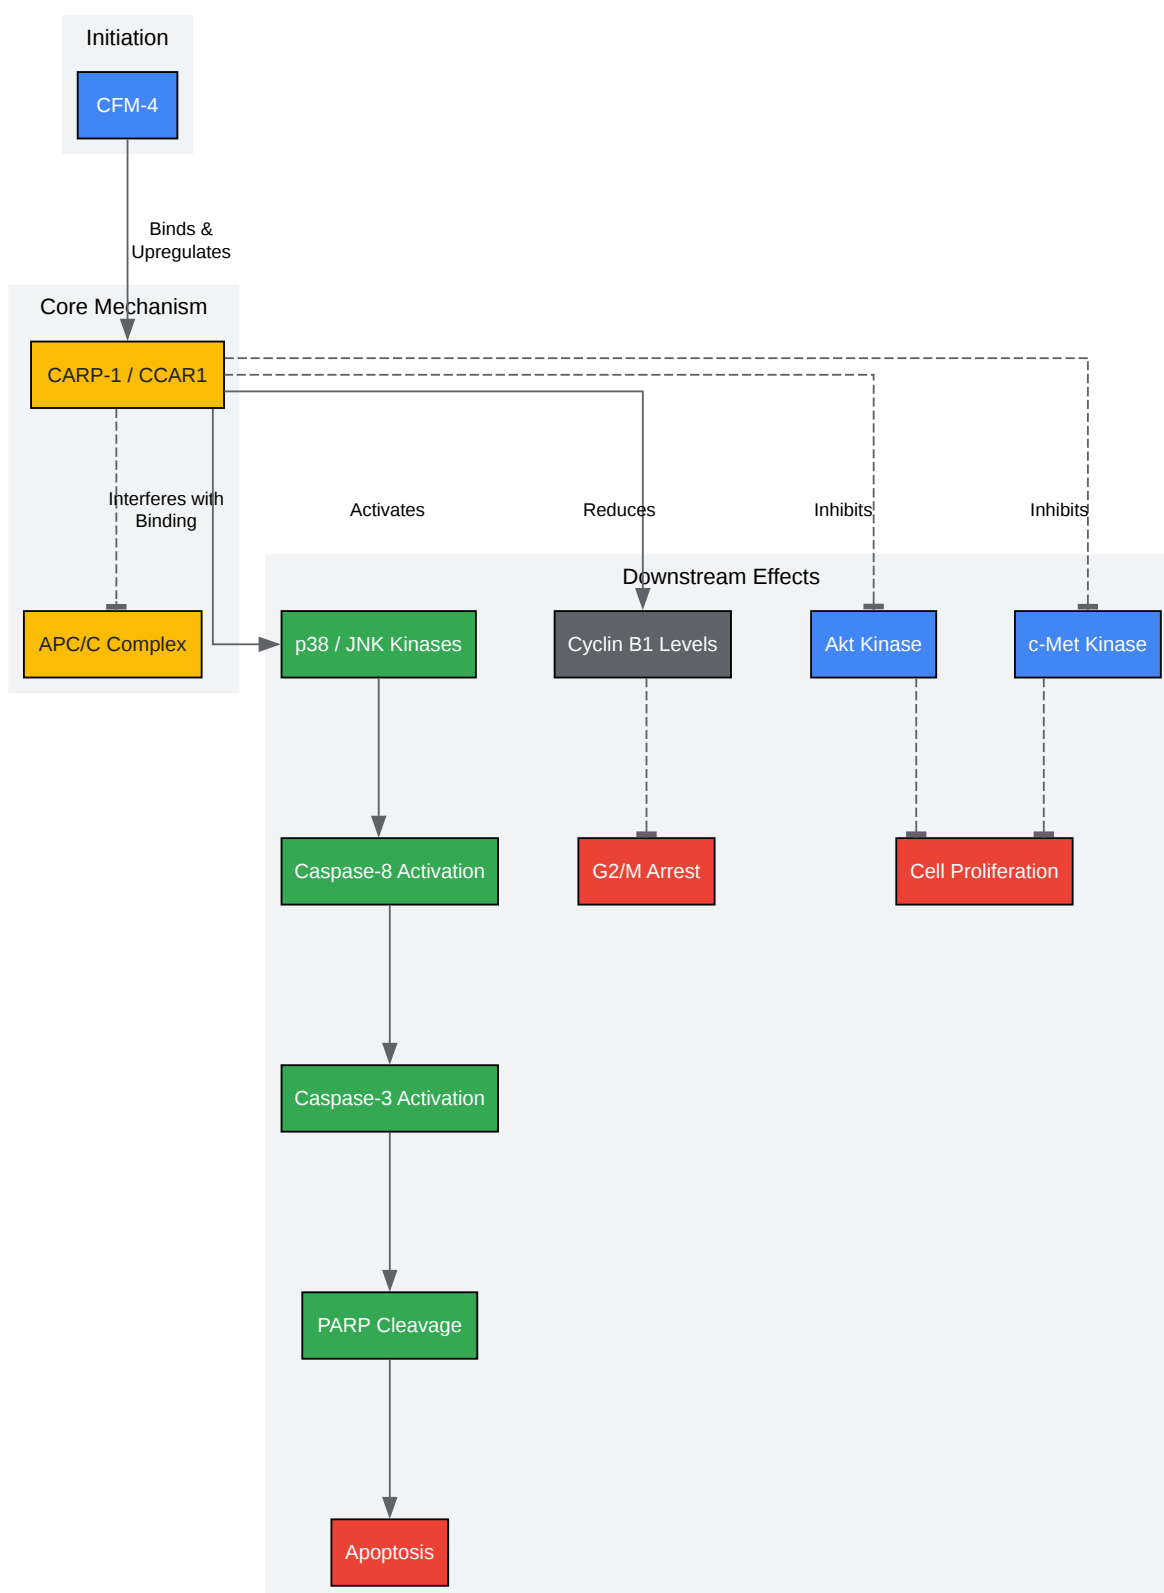 Initiation
CFM-4
Binds &
Upregulates
Core Mechanism
CARP-1 / CCAR1
Interferes with
Binding
Activates
Reduces
Inhibits
Inhibits
Downstream Effects
APC/C Complex
p38 / JNK Kinases
Cyclin B1 Levels
Akt Kinase
c-Met Kinase
Caspase-8 Activation
G2/M Arrest
Cell Proliferation
Caspase-3 Activation
PARP Cleavage
Apoptosis